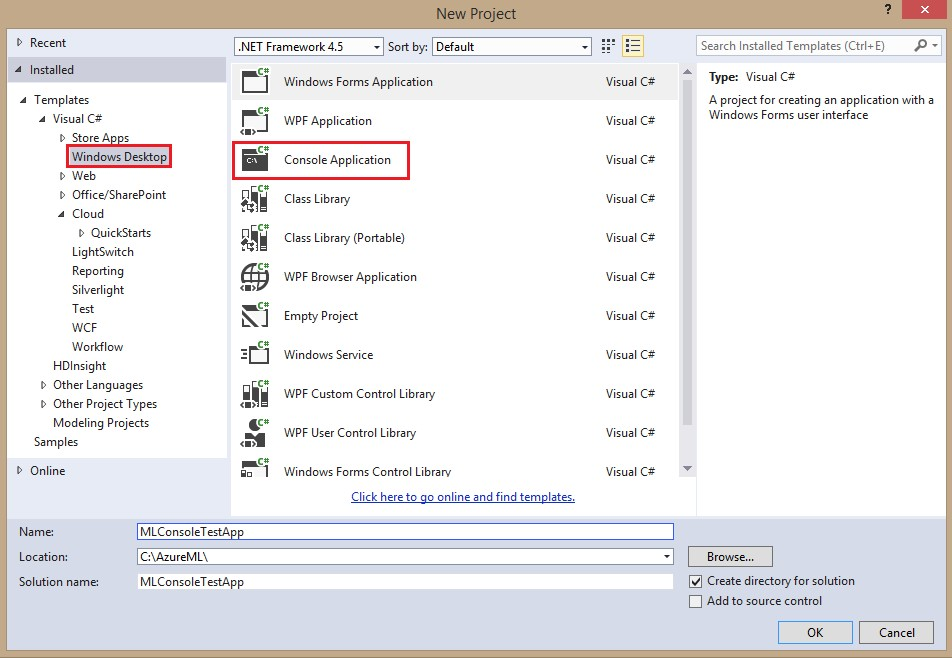 New Project
?
Recent
.NET Framework 4.5
Sort by:
Default
Search Installed Templates (Ctrl+E)
Installed
Templates
Visual C#
Store Apps
Windows Desktop
Web
Office/SharePoint
Cloud
QuickStarts
LightSwitch
Reporting
Silverlight
Test
WCF
Workflow
HDInsight
Other Languages
Other Project Types
Modeling Projects
Samples
Online
C# Windows Forms Application Visual C#
C# WPF Application Visual C#
C# C:\ Console Application Visual C#
C# Class Library Visual C#
C# Class Library (Portable) Visual C#
C# WPF Browser Application Visual C#
C# Empty Project Visual C#
C# Windows Service Visual C#
C# WPF Custom Control Library Visual C#
C# WPF User Control Library Visual C#
C# Windows Forms Control Library Visual C#
Click here to go online and find templates.
Type: Visual C#
A project for creating an application with a
Windows Forms user interface
Name: MLConsoleTestApp
Location: C:\AzureML\
Browse...
Solution name: MLConsoleTestApp
Create directory for solution
Add to source control
OK
Cancel